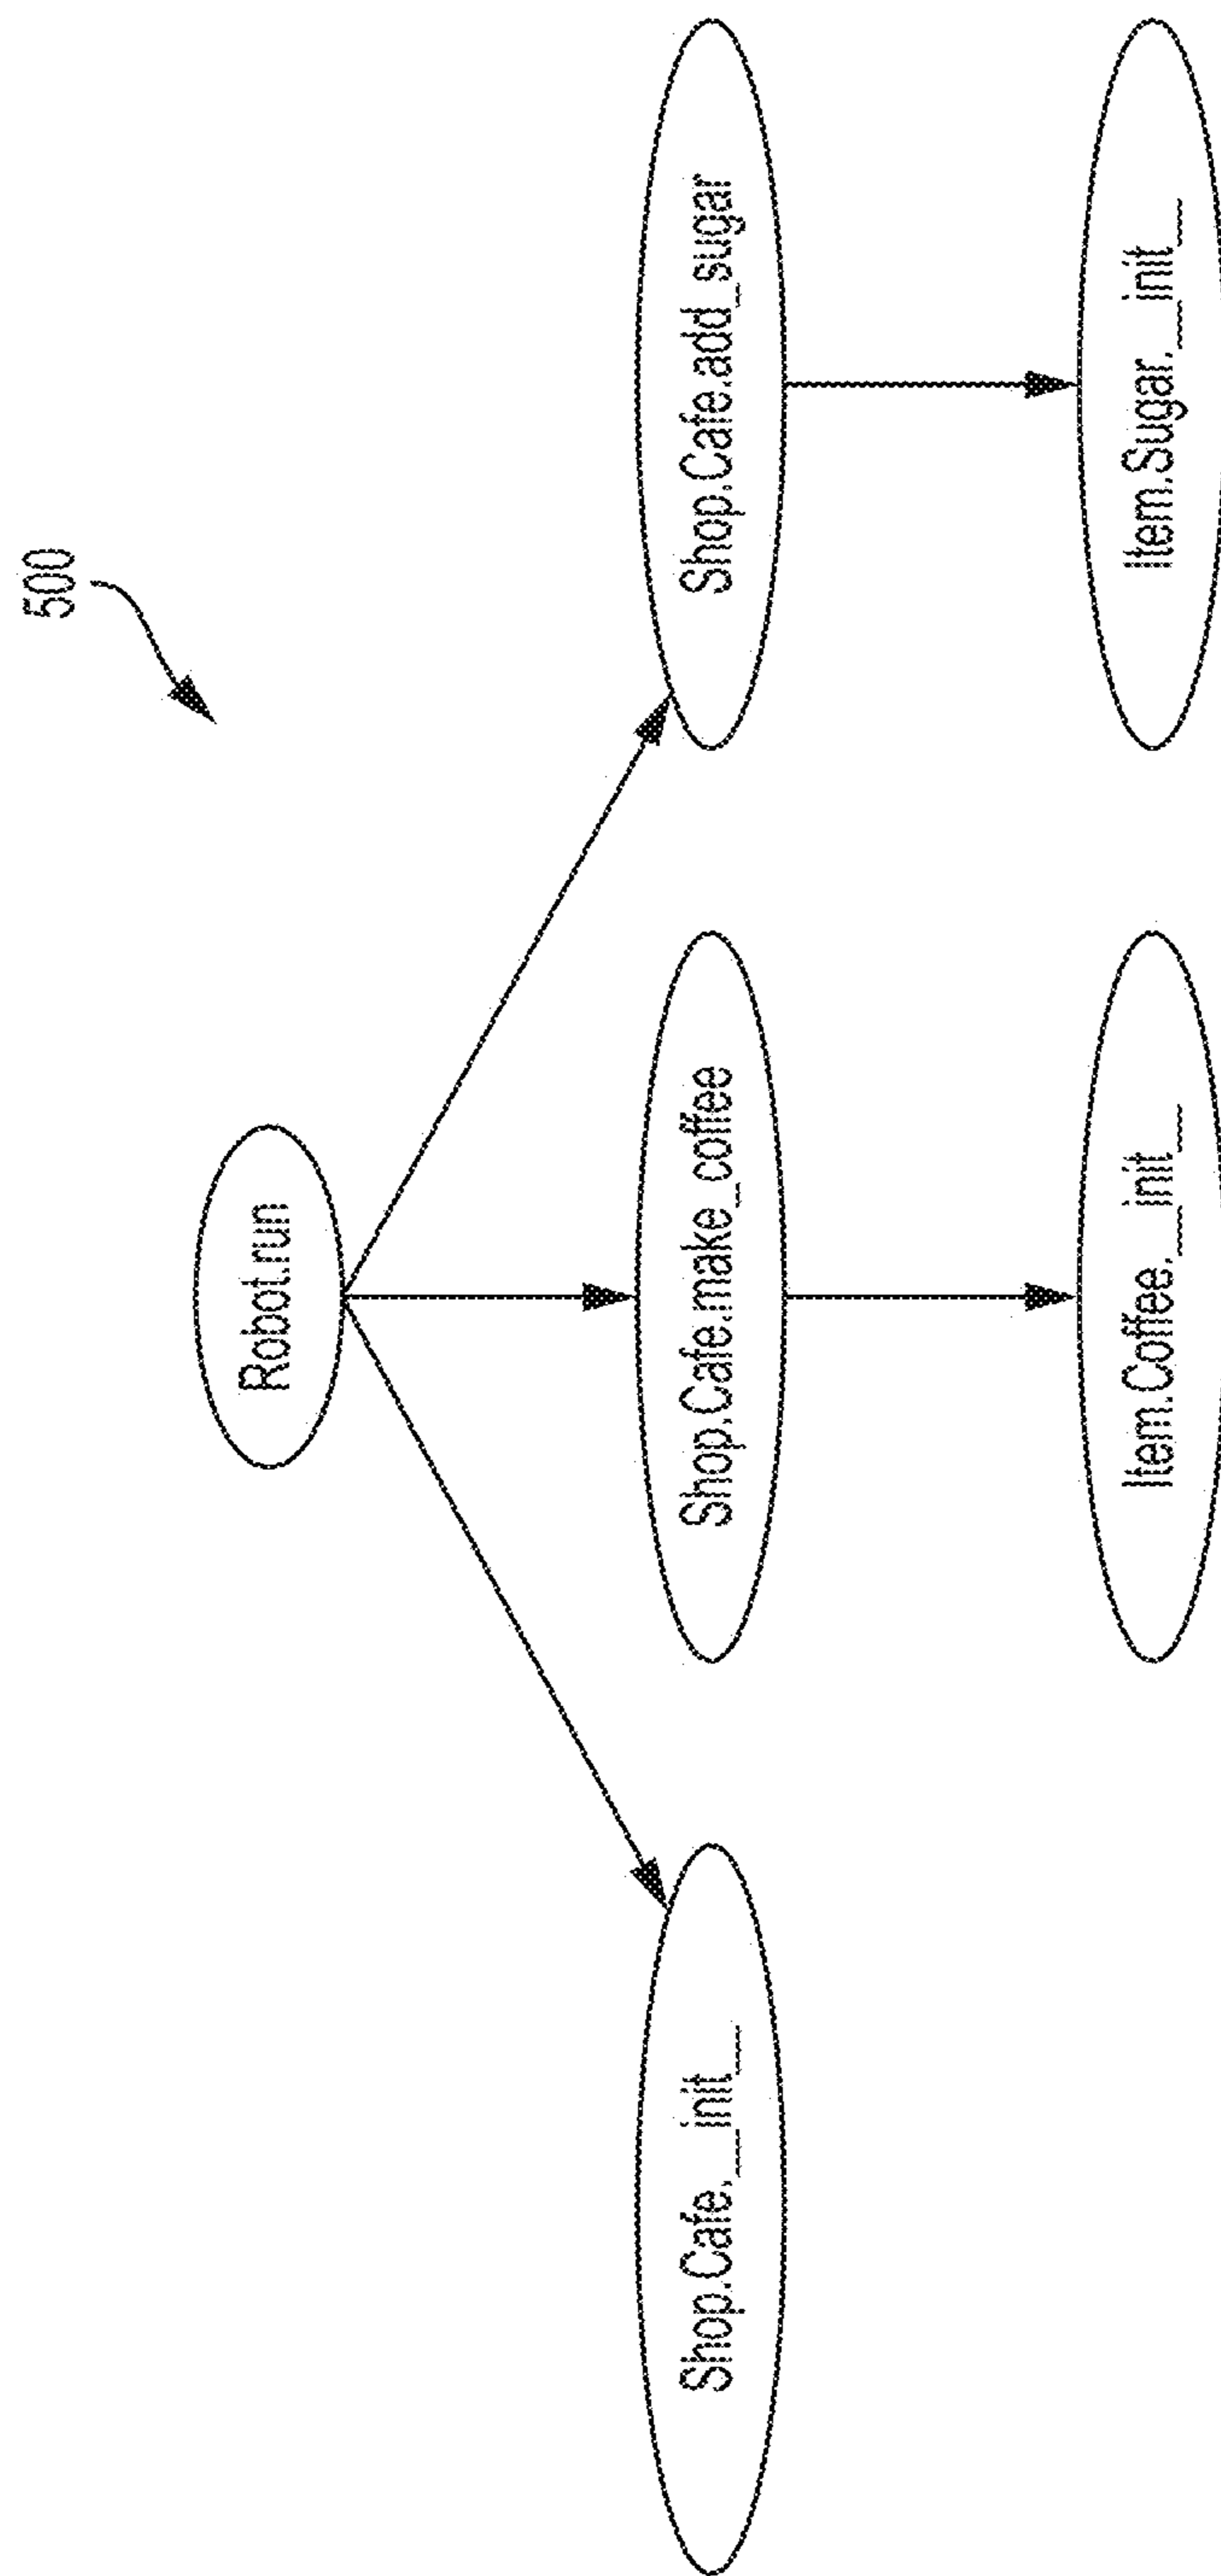 500
Robot.run
Shop.Cafe.__init__
Shop.Cafe.make_coffee
Shop.Cafe.add_sugar
Item.Coffee.__init__
Item.Sugar.__init__